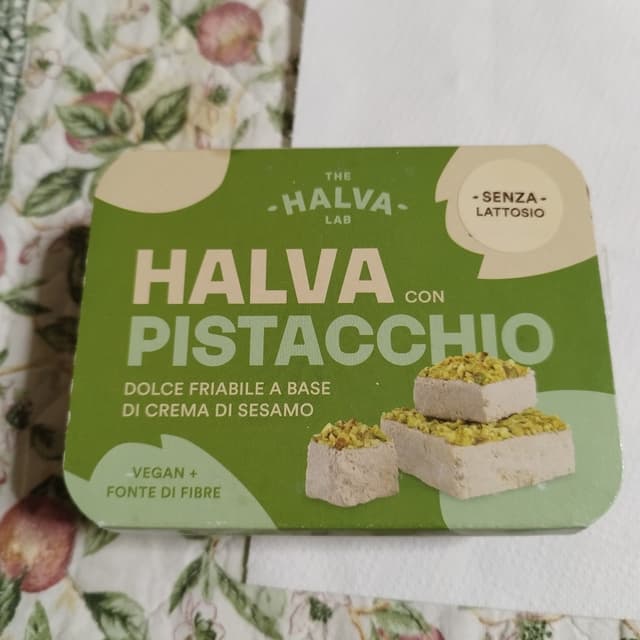 THE
-HALVA-
LAB
- SENZA -
LATTOSIO
HALVA CON
PISTACCHIO
DOLCE FRIABILE A BASE
DI CREMA DI SESAMO
VEGAN +
FONTE DI FIBRE